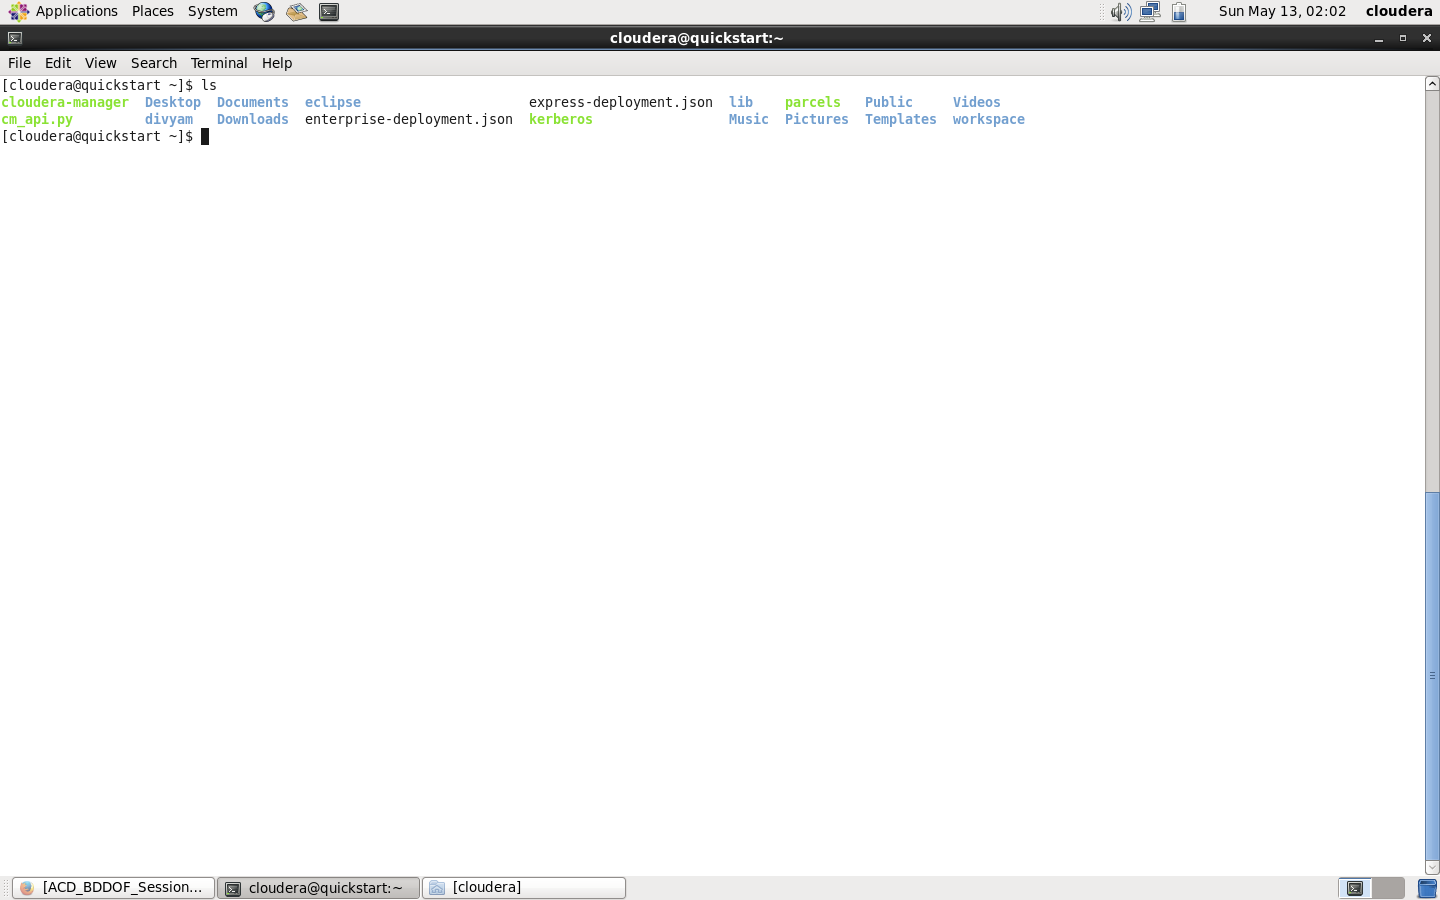 Applications Places System Sun May 13, 02:02 cloudera
cloudera@quickstart:~
File Edit View Search Terminal Help
[cloudera@quickstart ~]$ ls
cloudera-manager Desktop Documents eclipse express-deployment.json lib parcels Public Videos
cm_api.py divyam Downloads enterprise-deployment.json kerberos Music Pictures Templates workspace
[cloudera@quickstart ~]$
[ACD_BDDOF_Session... cloudera@quickstart:~ [cloudera]